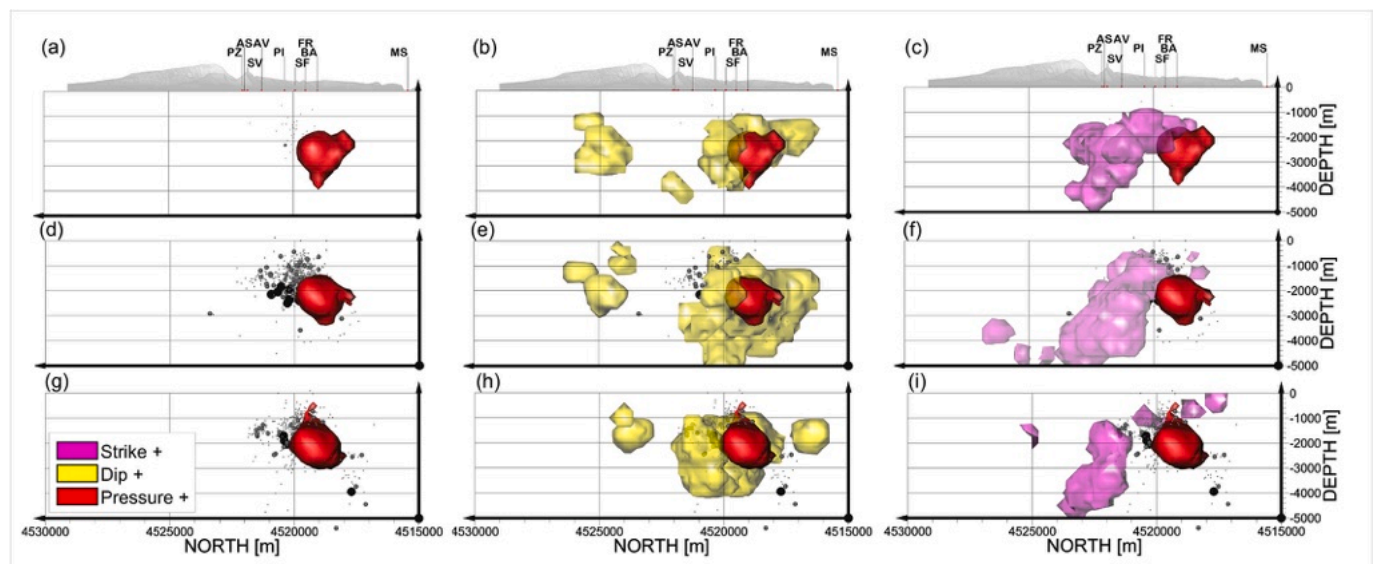 (a)
PZ AS AV SV PI FR BA SF MS
(b)
PZ AS AV SV PI FR BA SF MS
(c)
PZ AS AV SV PI FR BA SF MS
0
-1000
-2000
-3000
-4000
-5000
DEPTH [m]
(d)
(e)
(f)
0
-1000
-2000
-3000
-4000
-5000
DEPTH [m]
(g)
(h)
(i)
Strike +
Dip +
Pressure +
0
-1000
-2000
-3000
-4000
-5000
DEPTH [m]
4530000 4525000 4520000 4515000
NORTH [m]
4530000 4525000 4520000 4515000
NORTH [m]
4530000 4525000 4520000 4515000
NORTH [m]